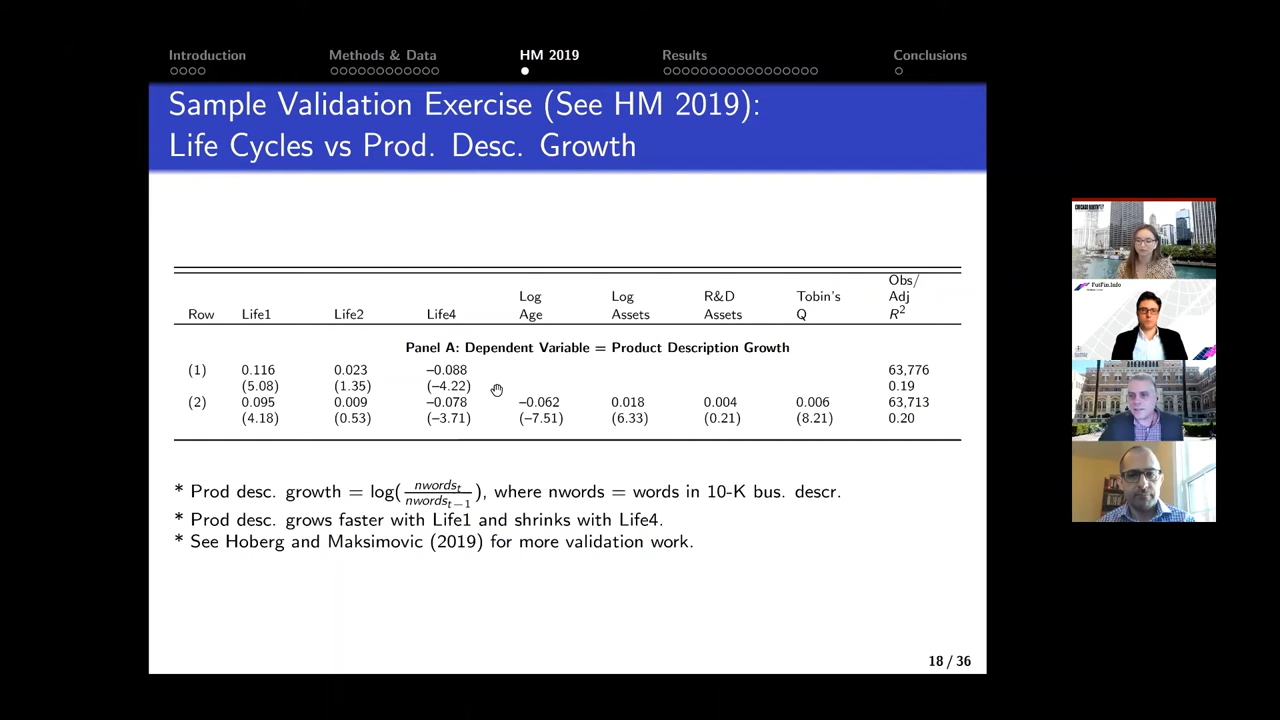 Introduction Methods & Data HM 2019 Results Conclusions
Sample Validation Exercise (See HM 2019):
Life Cycles vs Prod. Desc. Growth
Obs/
Log Log R&D Tobin's Adj
Row Life1 Life2 Life4 Age Assets Assets Q R²
Panel A: Dependent Variable = Product Description Growth
(1) 0.116 0.023 –0.088 63,776
(5.08) (1.35) (–4.22) 0.19
(2) 0.095 0.009 –0.078 –0.062 0.018 0.004 0.006 63,713
(4.18) (0.53) (–3.71) (–7.51) (6.33) (0.21) (8.21) 0.20
* Prod desc. growth = log(nwords_t / nwords_{t−1}), where nwords = words in 10-K bus. descr.
* Prod desc. grows faster with Life1 and shrinks with Life4.
* See Hoberg and Maksimovic (2019) for more validation work.
18 / 36
FutFin.Info